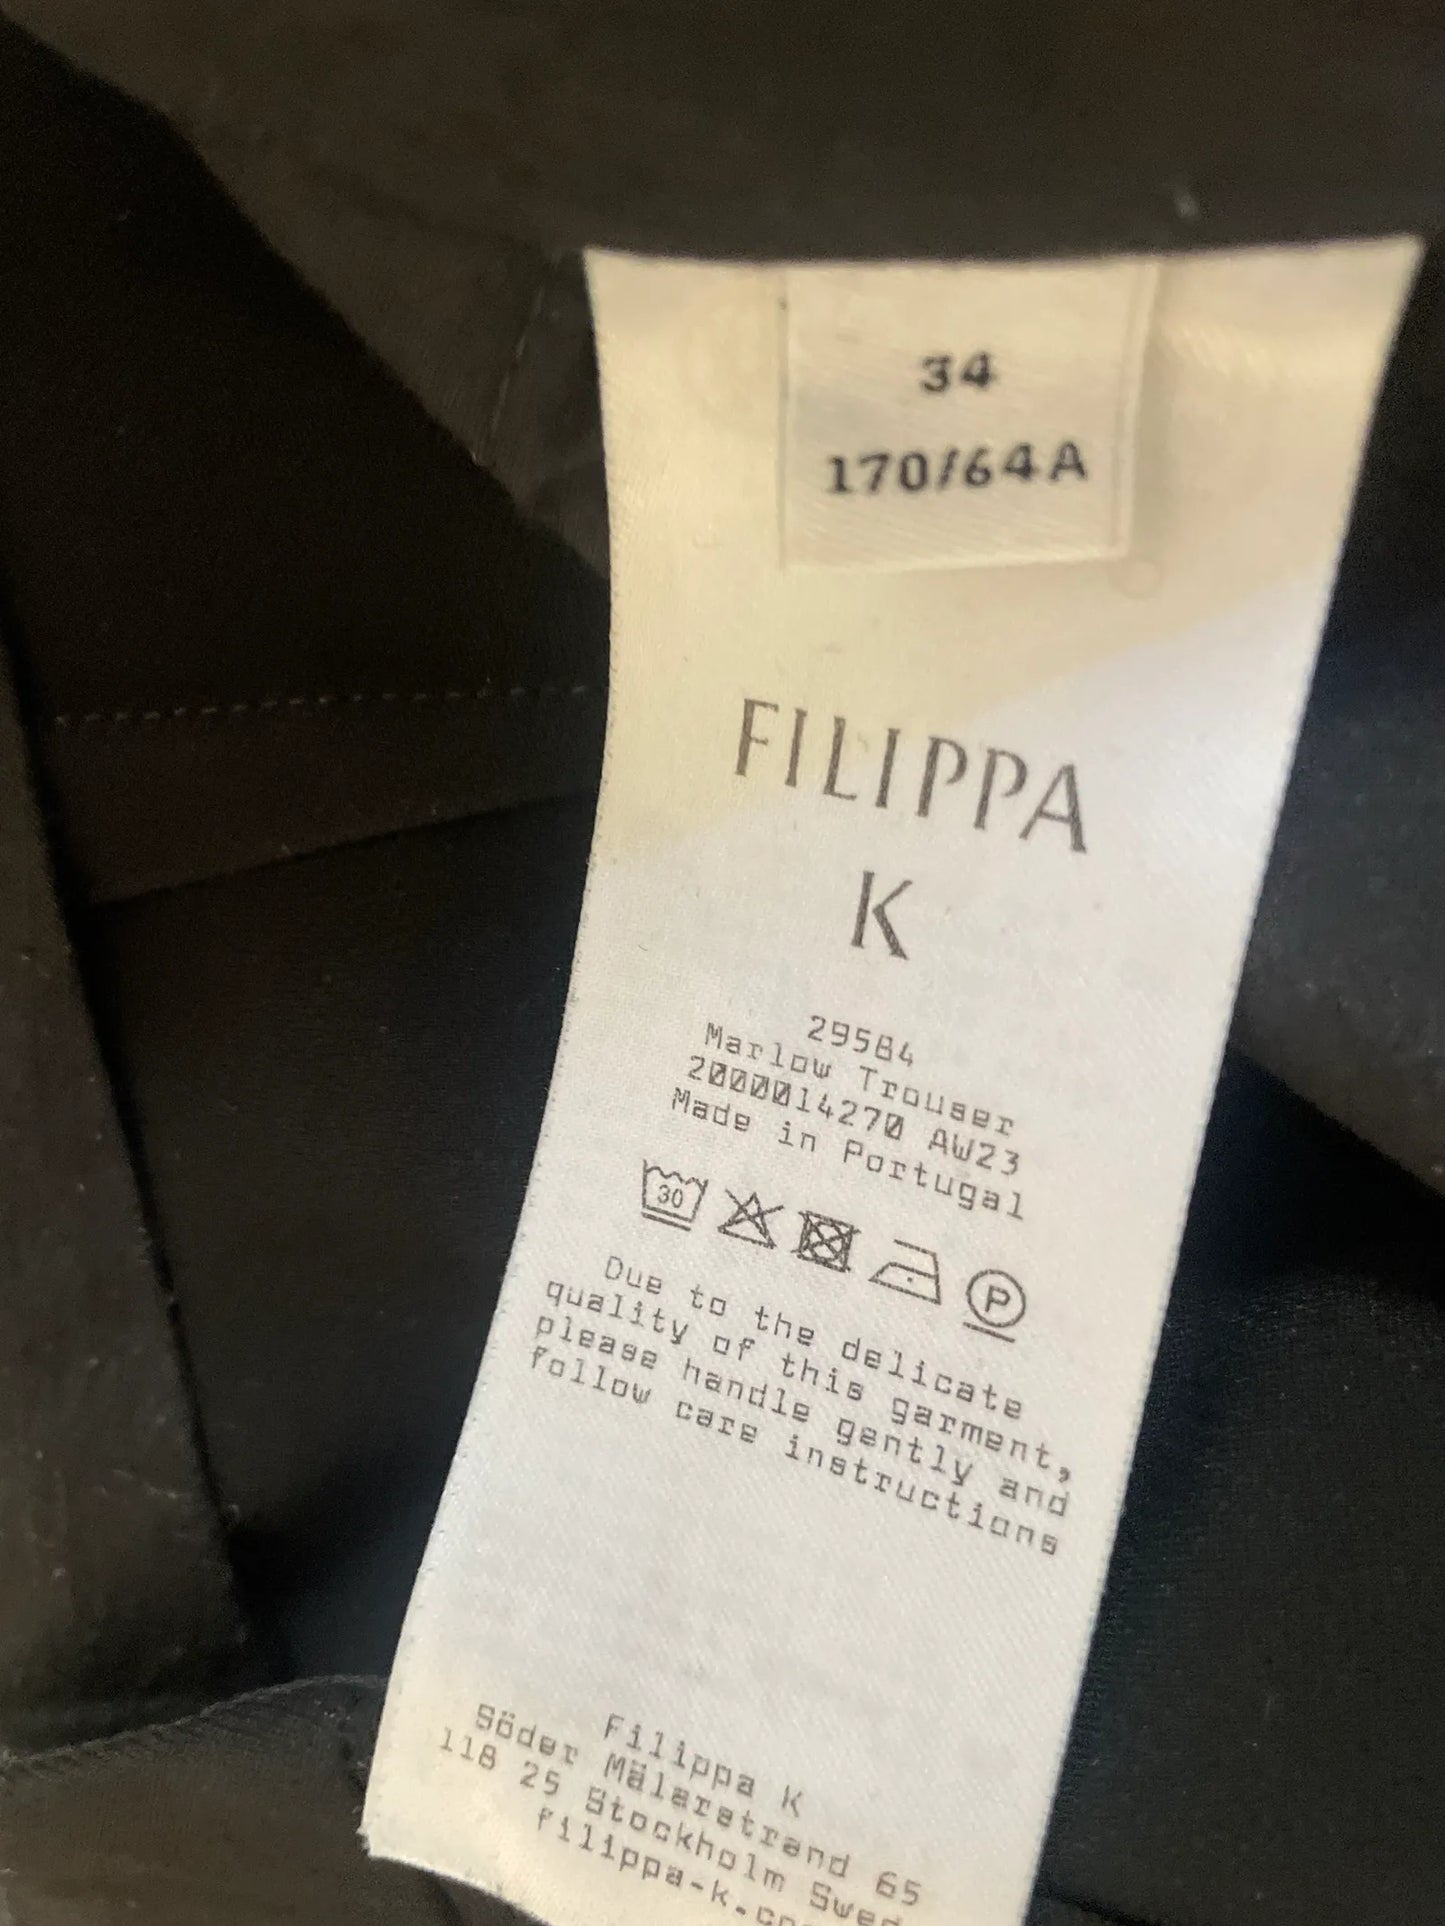 34
170/64A
FILIPPA
K
29584
Marlow Trouser
2000014270 AW23
Made in Portugal
30
P
Due to the delicate
quality of this garment,
please handle gently and
follow care instructions
Filippa K
Söder Mälarstrand 65
118 25 Stockholm